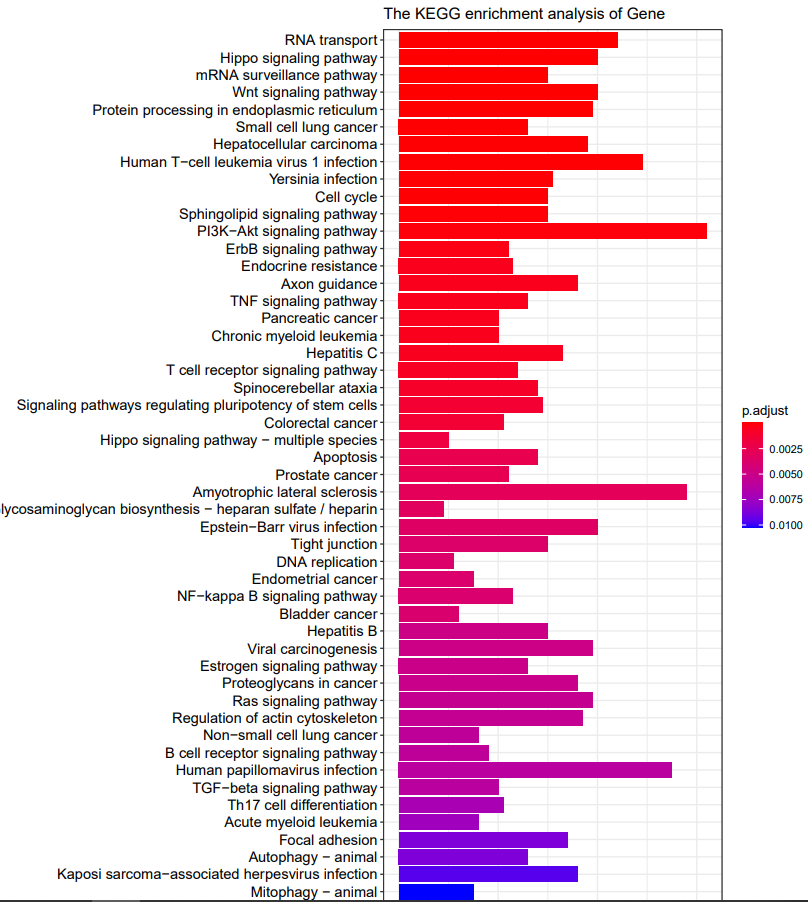 The KEGG enrichment analysis of Gene
RNA transport
Hippo signaling pathway
mRNA surveillance pathway
Wnt signaling pathway
Protein processing in endoplasmic reticulum
Small cell lung cancer
Hepatocellular carcinoma
Human T−cell leukemia virus 1 infection
Yersinia infection
Cell cycle
Sphingolipid signaling pathway
PI3K−Akt signaling pathway
ErbB signaling pathway
Endocrine resistance
Axon guidance
TNF signaling pathway
Pancreatic cancer
Chronic myeloid leukemia
Hepatitis C
T cell receptor signaling pathway
Spinocerebellar ataxia
Signaling pathways regulating pluripotency of stem cells
Colorectal cancer
Hippo signaling pathway − multiple species
Apoptosis
Prostate cancer
Amyotrophic lateral sclerosis
lycosaminoglycan biosynthesis − heparan sulfate / heparin
Epstein−Barr virus infection
Tight junction
DNA replication
Endometrial cancer
NF−kappa B signaling pathway
Bladder cancer
Hepatitis B
Viral carcinogenesis
Estrogen signaling pathway
Proteoglycans in cancer
Ras signaling pathway
Regulation of actin cytoskeleton
Non−small cell lung cancer
B cell receptor signaling pathway
Human papillomavirus infection
TGF−beta signaling pathway
Th17 cell differentiation
Acute myeloid leukemia
Focal adhesion
Autophagy − animal
Kaposi sarcoma−associated herpesvirus infection
Mitophagy − animal
p.adjust
0.0025
0.0050
0.0075
0.0100